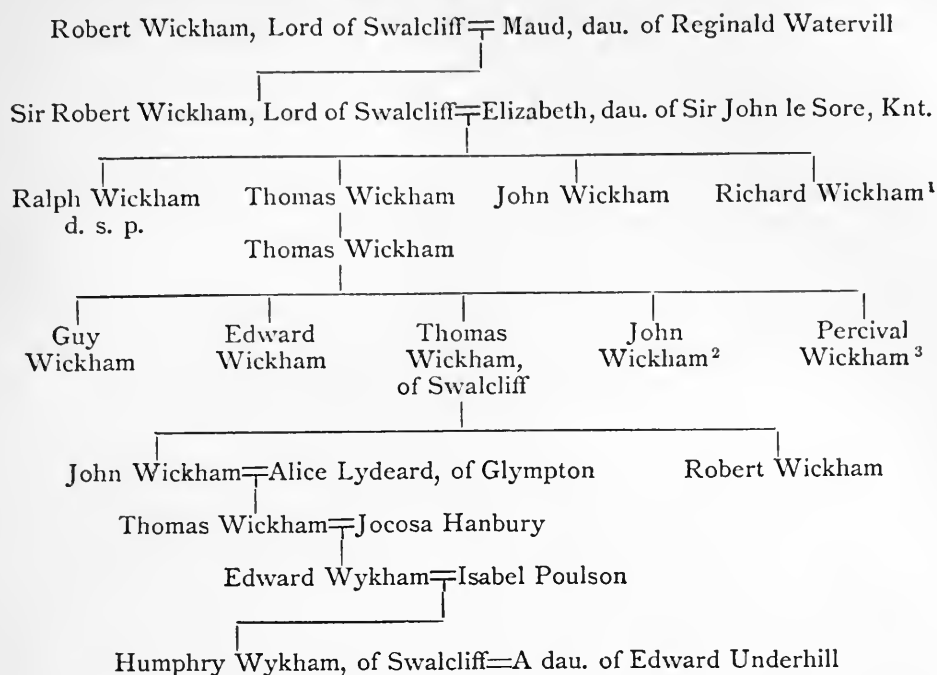 Robert Wickham, Lord of Swalcliff = Maud, dau. of Reginald Watervill
Sir Robert Wickham, Lord of Swalcliff = Elizabeth, dau. of Sir John le Sore, Knt.
Ralph Wickham Thomas Wickham John Wickham Richard Wickham¹
d. s. p.
Thomas Wickham
Guy Edward Thomas John Percival
Wickham Wickham Wickham, Wickham² Wickham³
of Swalcliff
John Wickham = Alice Lydeard, of Glympton Robert Wickham
Thomas Wickham = Jocosa Hanbury
Edward Wykham = Isabel Poulson
Humphry Wykham, of Swalcliff = A dau. of Edward Underhill